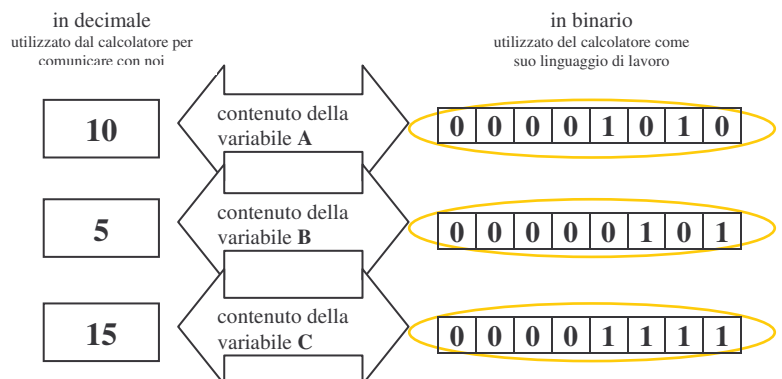 in decimale
utilizzato dal calcolatore per
comunicare con noi
in binario
utilizzato del calcolatore come
suo linguaggio di lavoro
10
contenuto della
variabile A
0 0 0 0 1 0 1 0
5
contenuto della
variabile B
0 0 0 0 0 1 0 1
15
contenuto della
variabile C
0 0 0 0 1 1 1 1